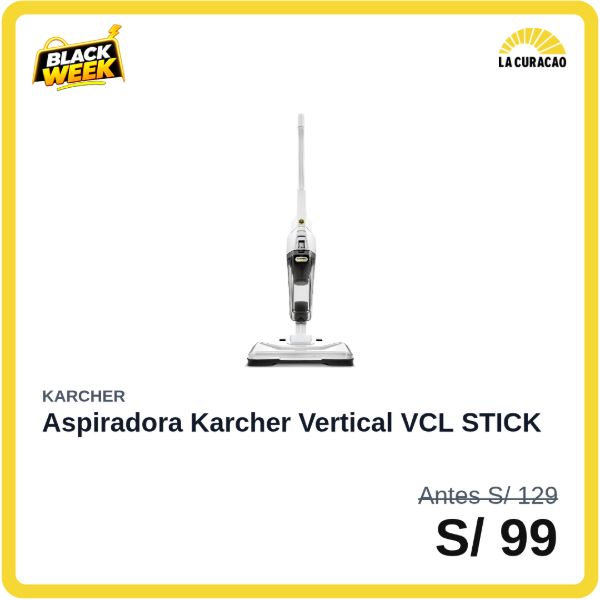 BLACK
WEEK
LA CURACAO
KARCHER
Aspiradora Karcher Vertical VCL STICK
Antes S/ 129
S/ 99